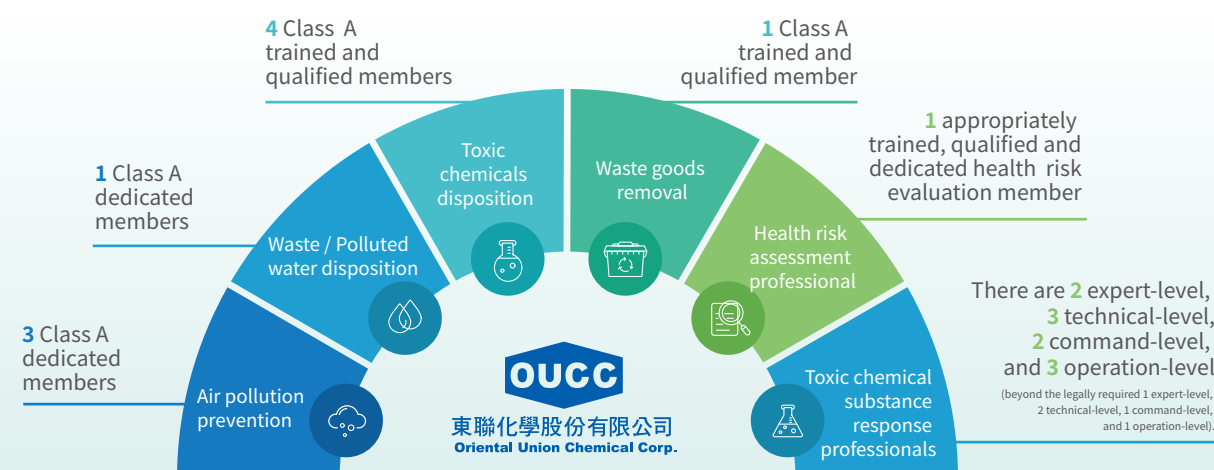 4 Class A
trained and
qualified members
1 Class A
trained and
qualified member
1 appropriately
trained, qualified and
dedicated health risk
evaluation member
1 Class A
dedicated
members
Toxic
chemicals
disposition
Waste goods
removal
Waste / Polluted
water disposition
Health risk
assessment
professional
There are 2 expert-level,
3 technical-level,
2 command-level,
and 3 operation-level
(beyond the legally required 1 expert-level,
2 technical-level, 1 command-level,
and 1 operation-level).
3 Class A
dedicated
members
Air pollution
prevention
Toxic chemical
substance
response
professionals
OUCC
東聯化學股份有限公司
Oriental Union Chemical Corp.